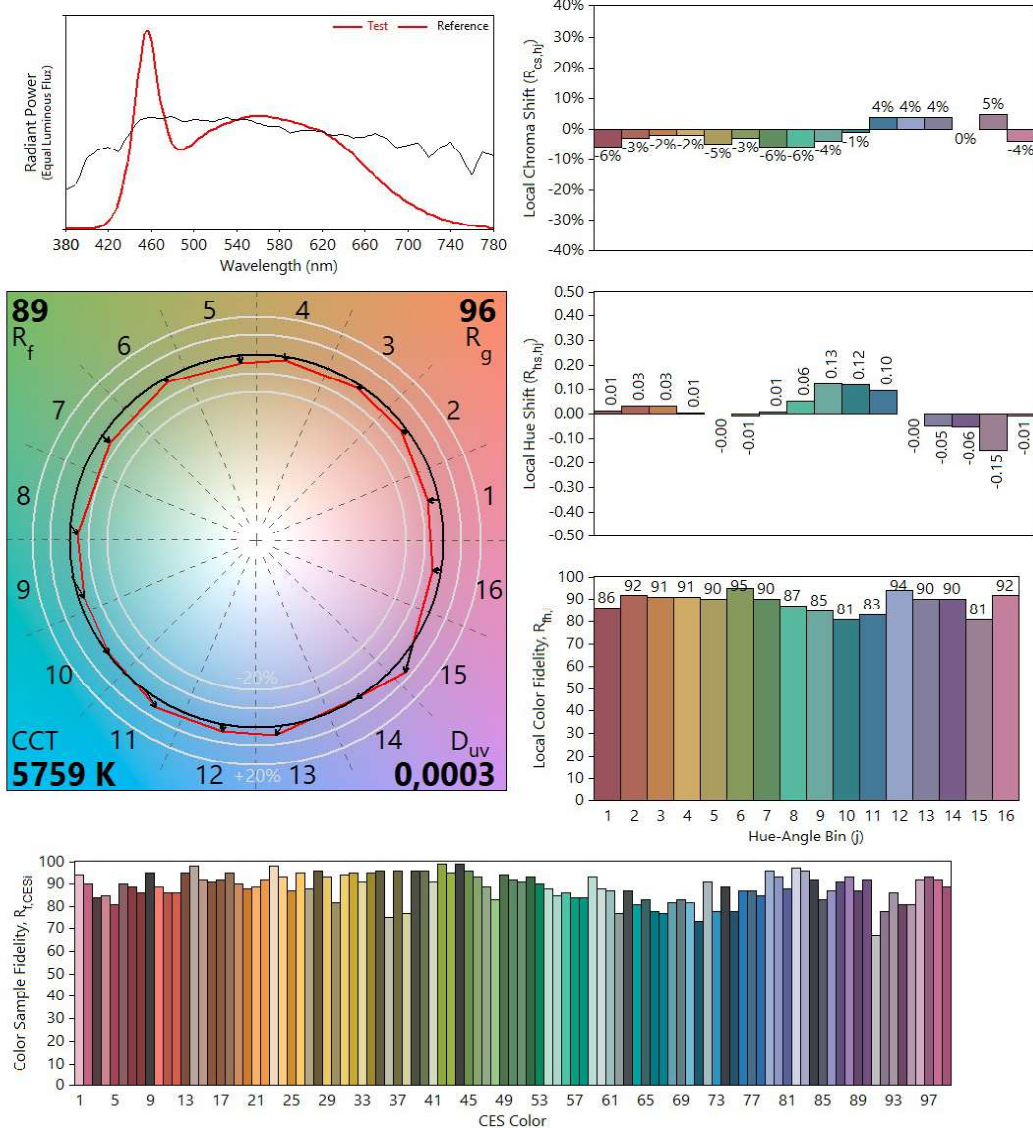 Radiant Power
(Equal Luminous Flux)
Test
Reference
380 420 460 500 540 580 620 660 700 740 780
Wavelength (nm)
Local Chroma Shift (Rcs,hj)
40%
30%
20%
10%
0%
-10%
-20%
-30%
-40%
-6% -3% -2% -2% -5% -3% -6% -6% -4% -1% 4% 4% 4% 0% 5% -4%
89
Rf
96
Rg
CCT
5759 K
Duv
0,0003
1
2
3
4
5
6
7
8
9
10
11
12
13
14
15
16
-20%
+20%
Local Hue Shift (Rhs,hj)
0.50
0.40
0.30
0.20
0.10
0.00
-0.10
-0.20
-0.30
-0.40
-0.50
0.01 0.03 0.03 0.01 -0.00 -0.01 0.01 0.06 0.13 0.12 0.10 -0.00 -0.05 -0.06 -0.15 -0.01
Local Color Fidelity, Rfh,j
100
90
80
70
60
50
40
30
20
10
0
86 92 91 91 90 95 90 87 85 81 83 94 90 90 81 92
1 2 3 4 5 6 7 8 9 10 11 12 13 14 15 16
Hue-Angle Bin (j)
Color Sample Fidelity, Rf,CESi
100
90
80
70
60
50
40
30
20
10
0
1 5 9 13 17 21 25 29 33 37 41 45 49 53 57 61 65 69 73 77 81 85 89 93 97
CES Color